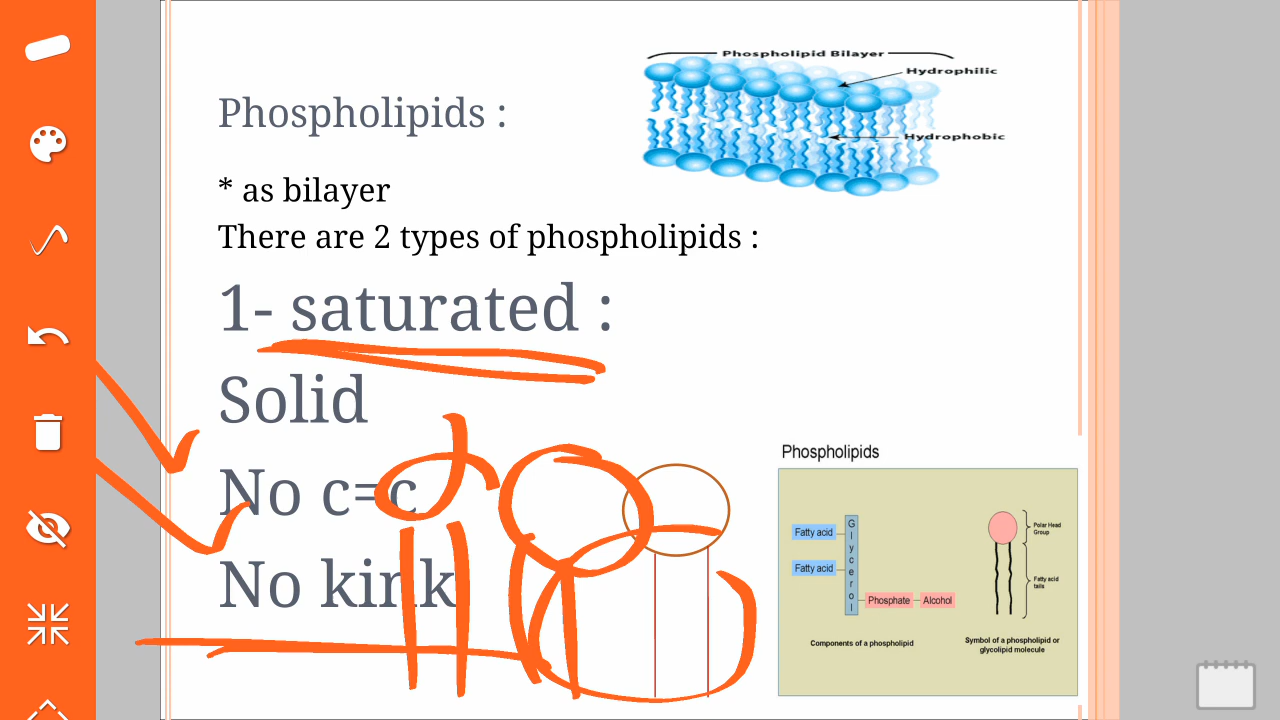 Phospholipid Bilayer
Hydrophilic
Hydrophobic
Phospholipids :
* as bilayer
There are 2 types of phospholipids :
1- saturated :
Solid
No c=c
No kink
Phospholipids
Fatty acid
Fatty acid
Glycerol
Phosphate
Alcohol
Components of a phospholipid
Polar Head
Group
Fatty acid
tails
Symbol of a phospholipid or
glycolipid molecule